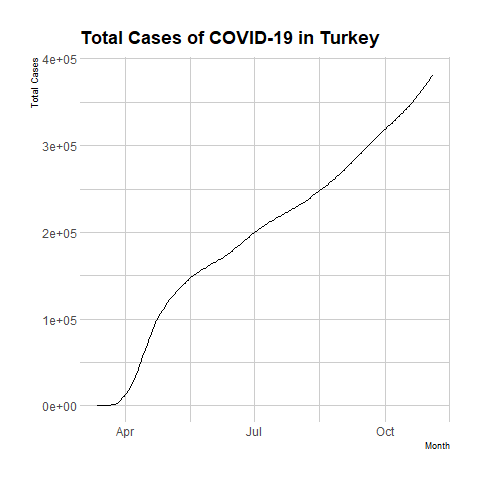 Total Cases of COVID-19 in Turkey
Total Cases
4e+05
3e+05
2e+05
1e+05
0e+00
Apr Jul Oct
Month